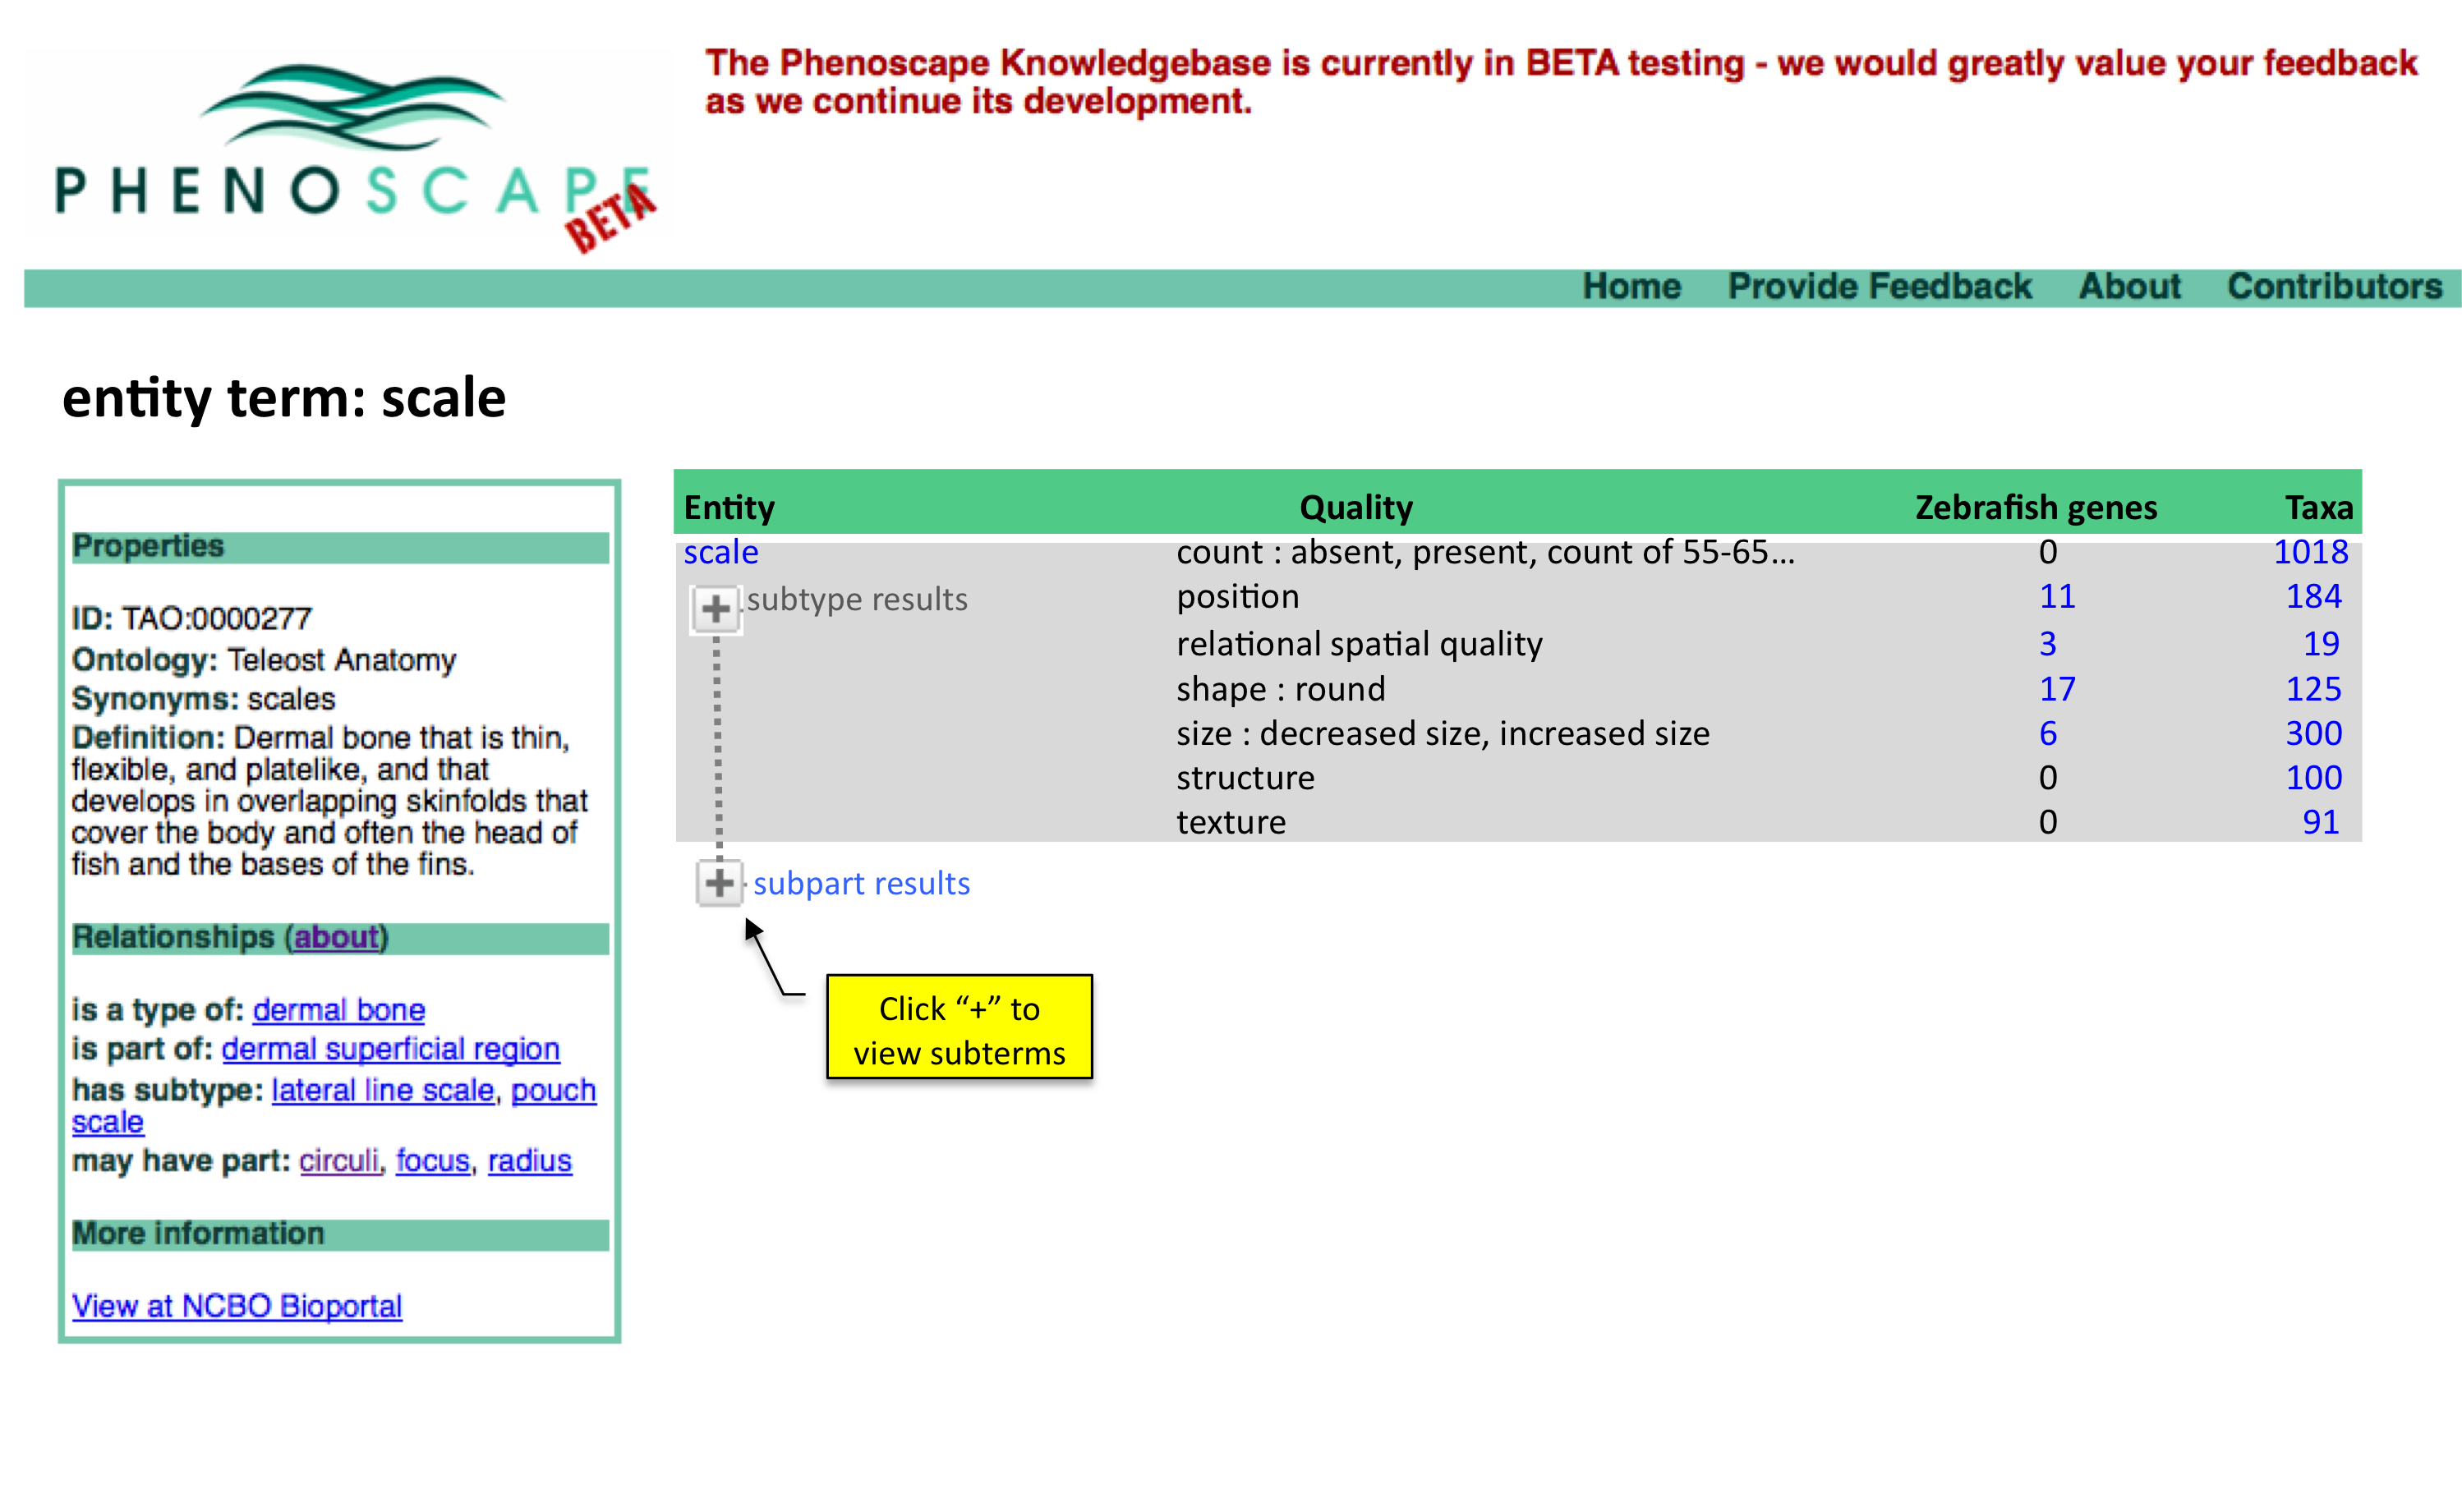 The Phenoscape Knowledgebase is currently in BETA testing - we would greatly value your feedback
as we continue its development.
PHENOSCAPE
BETA
Home Provide Feedback About Contributors
entity term: scale
Properties
ID: TAO:0000277
Ontology: Teleost Anatomy
Synonyms: scales
Definition: Dermal bone that is thin,
flexible, and platelike, and that
develops in overlapping skinfolds that
cover the body and often the head of
fish and the bases of the fins.
Relationships (about)
is a type of: dermal bone
is part of: dermal superficial region
has subtype: lateral line scale, pouch
scale
may have part: circuli, focus, radius
More information
View at NCBO Bioportal
Entity Quality Zebrafish genes Taxa
scale count : absent, present, count of 55-65... 0 1018
subtype results position 11 184
relational spatial quality 3 19
shape : round 17 125
size : decreased size, increased size 6 300
structure 0 100
texture 0 91
subpart results
Click “+” to
view subterms